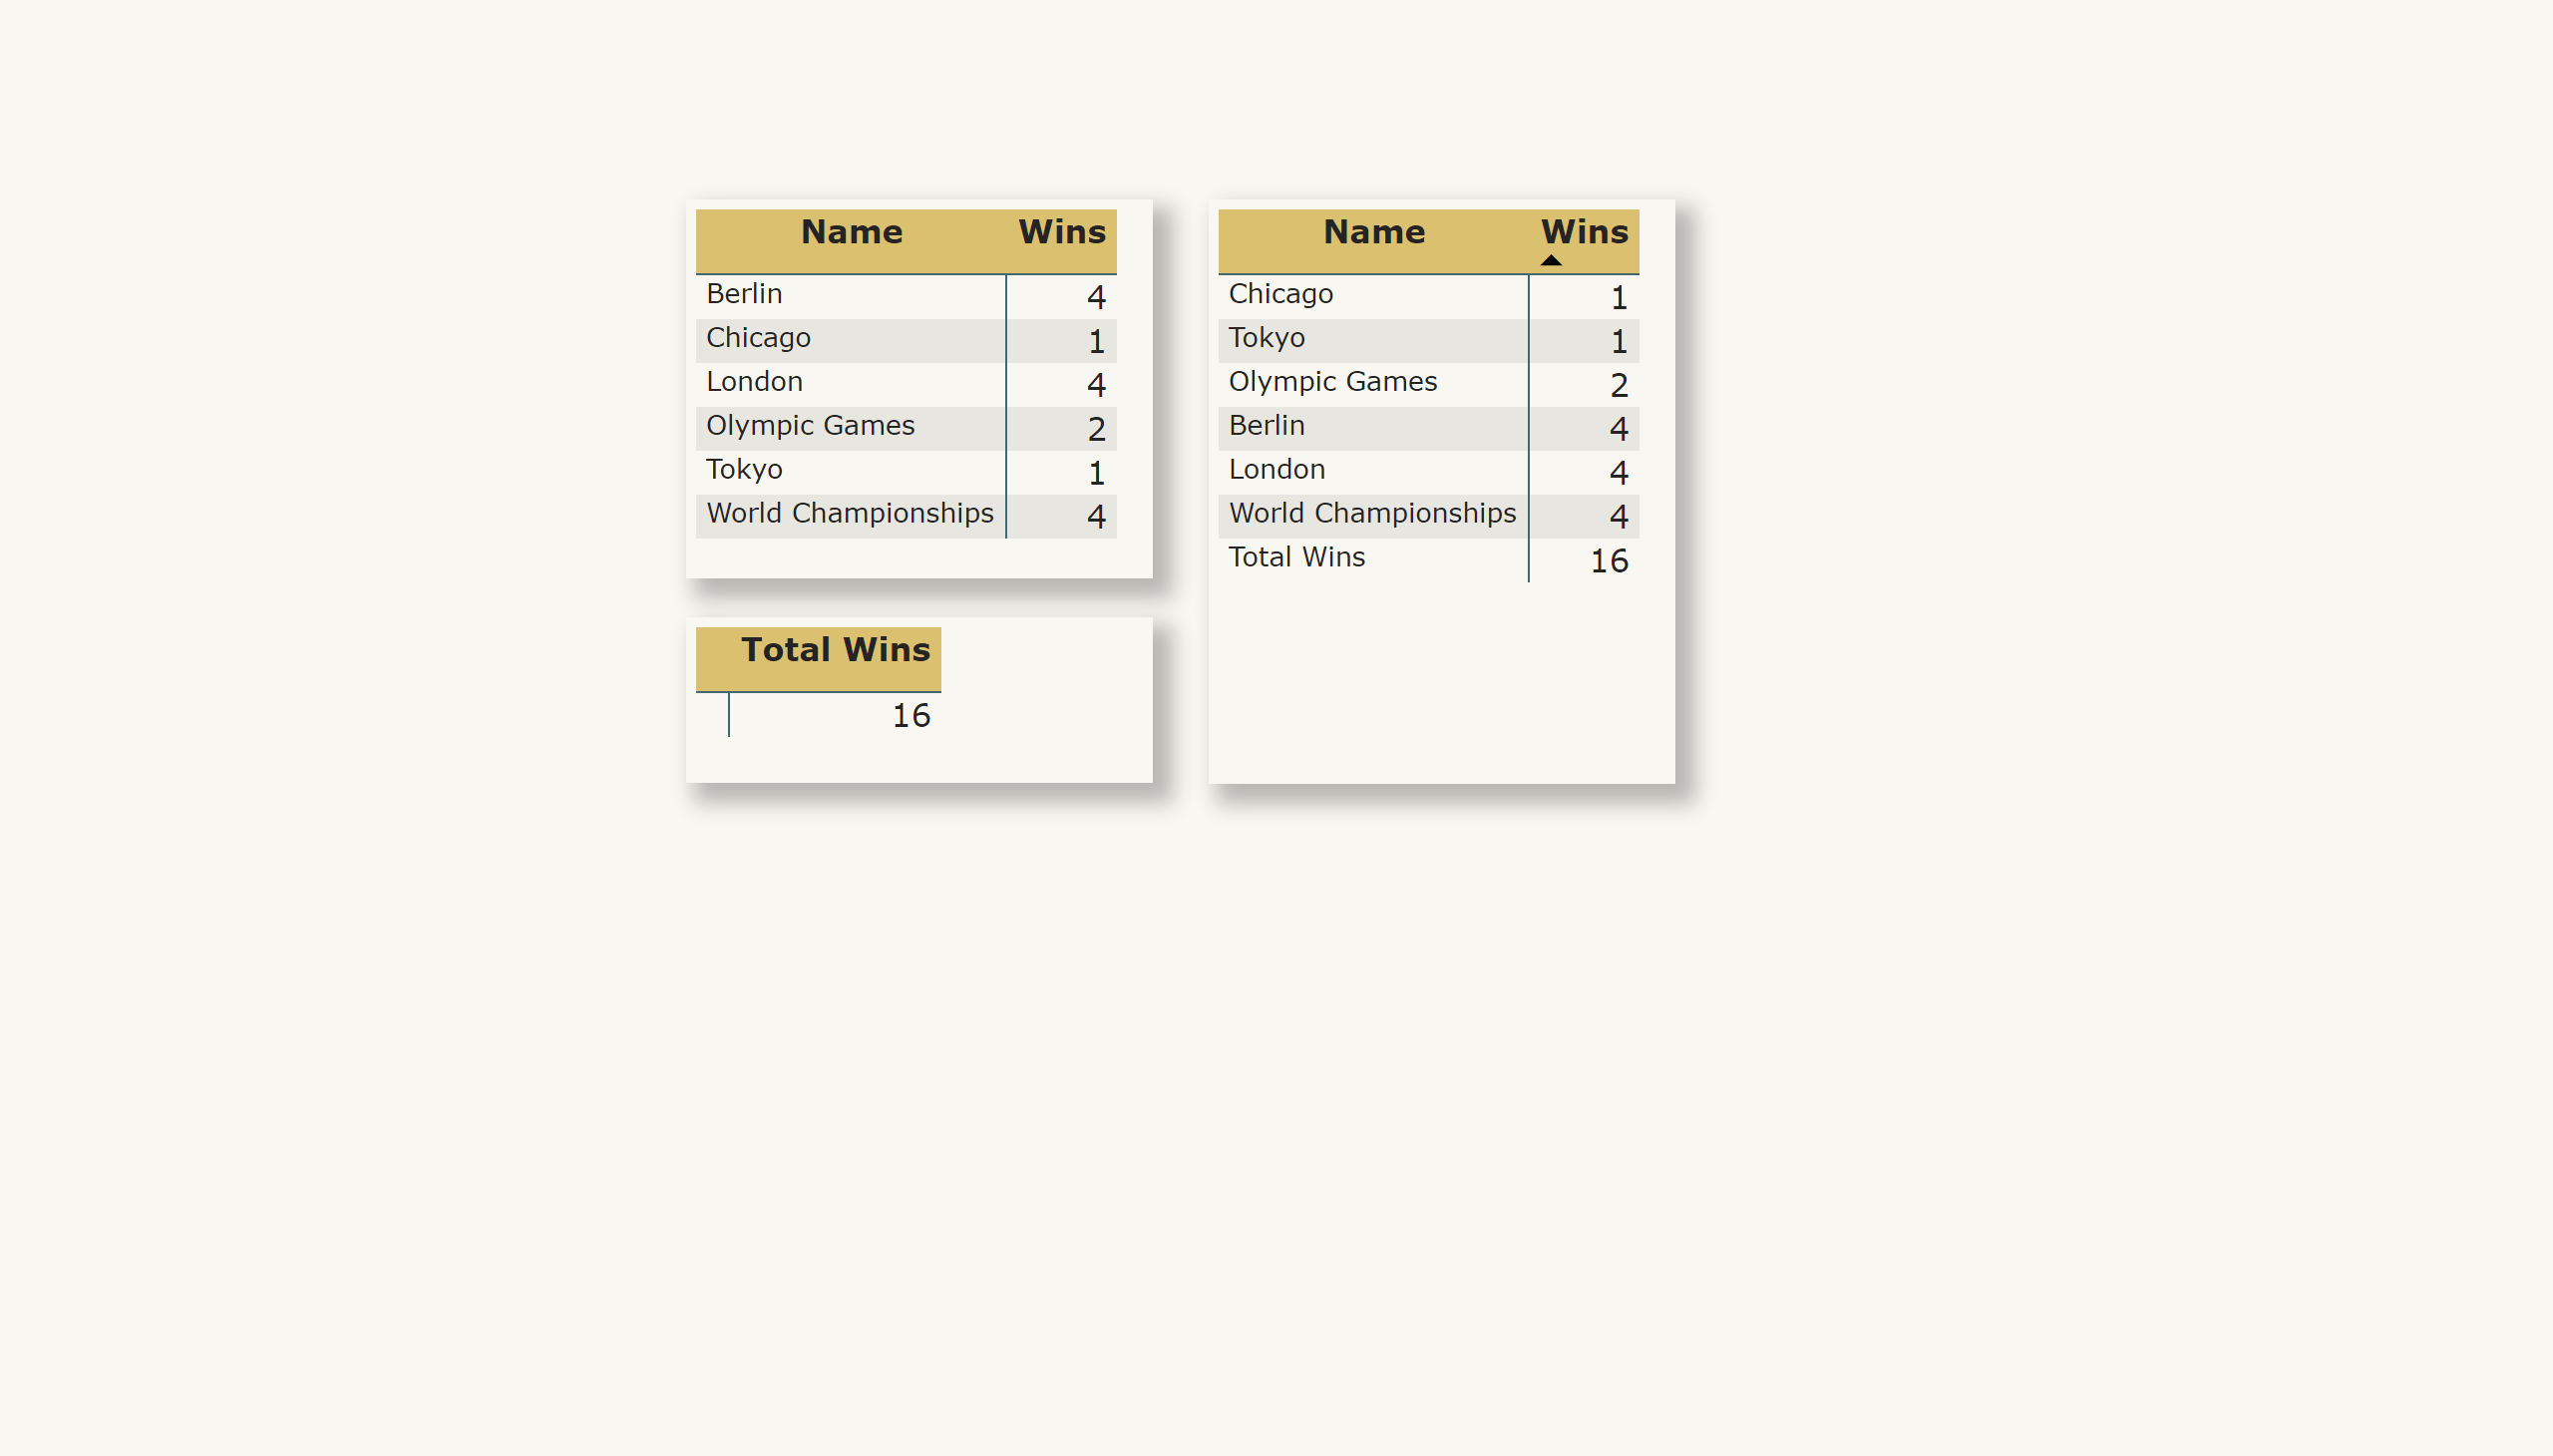 Name Wins
Berlin 4
Chicago 1
London 4
Olympic Games 2
Tokyo 1
World Championships 4
Total Wins
16
Name Wins
Chicago 1
Tokyo 1
Olympic Games 2
Berlin 4
London 4
World Championships 4
Total Wins 16